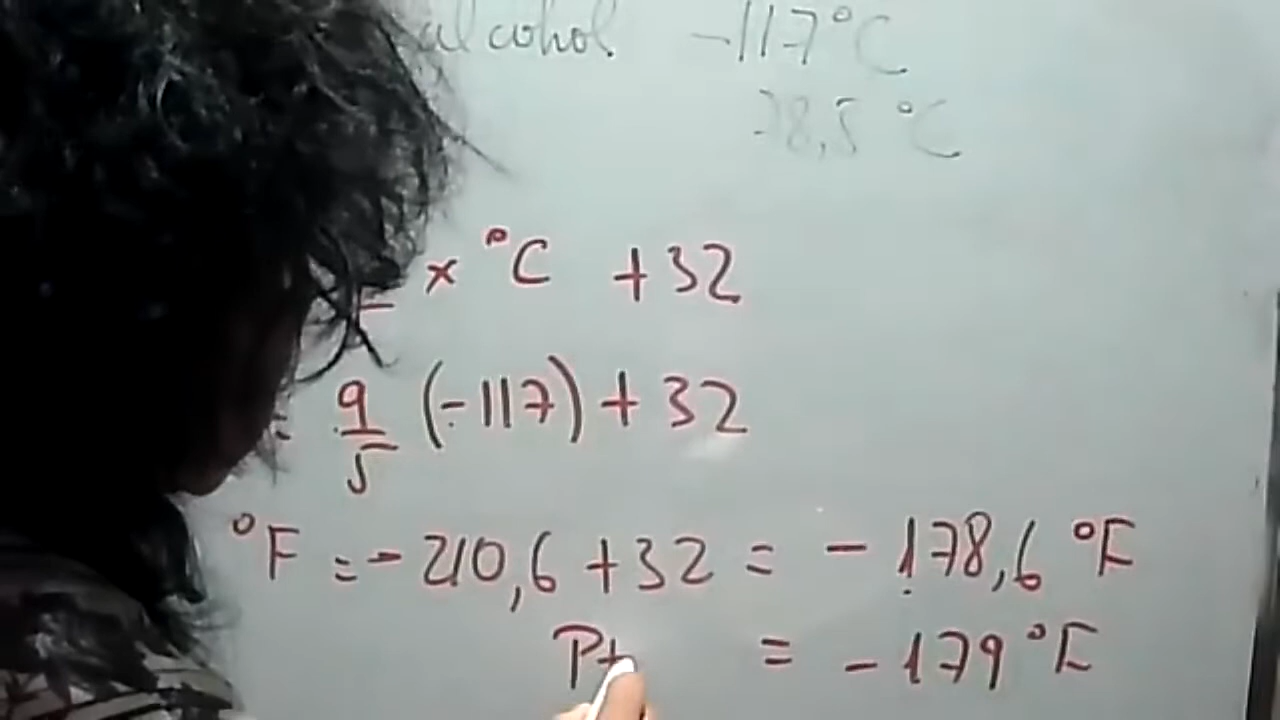 alcohol -117°C
78,5 °C
x °C +32
= 9/5 (-117) + 32
°F = - 210,6 + 32 = - 178,6 °F
Pt = - 179 °F